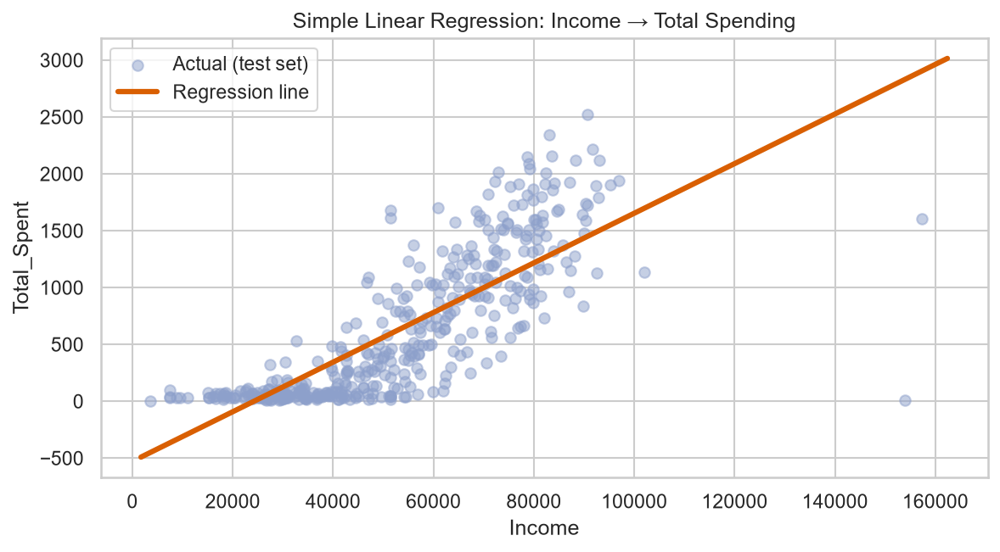 Simple Linear Regression: Income → Total Spending
Actual (test set)
Regression line
3000
2500
2000
1500
1000
500
0
−500
Total_Spent
0 20000 40000 60000 80000 100000 120000 140000 160000
Income